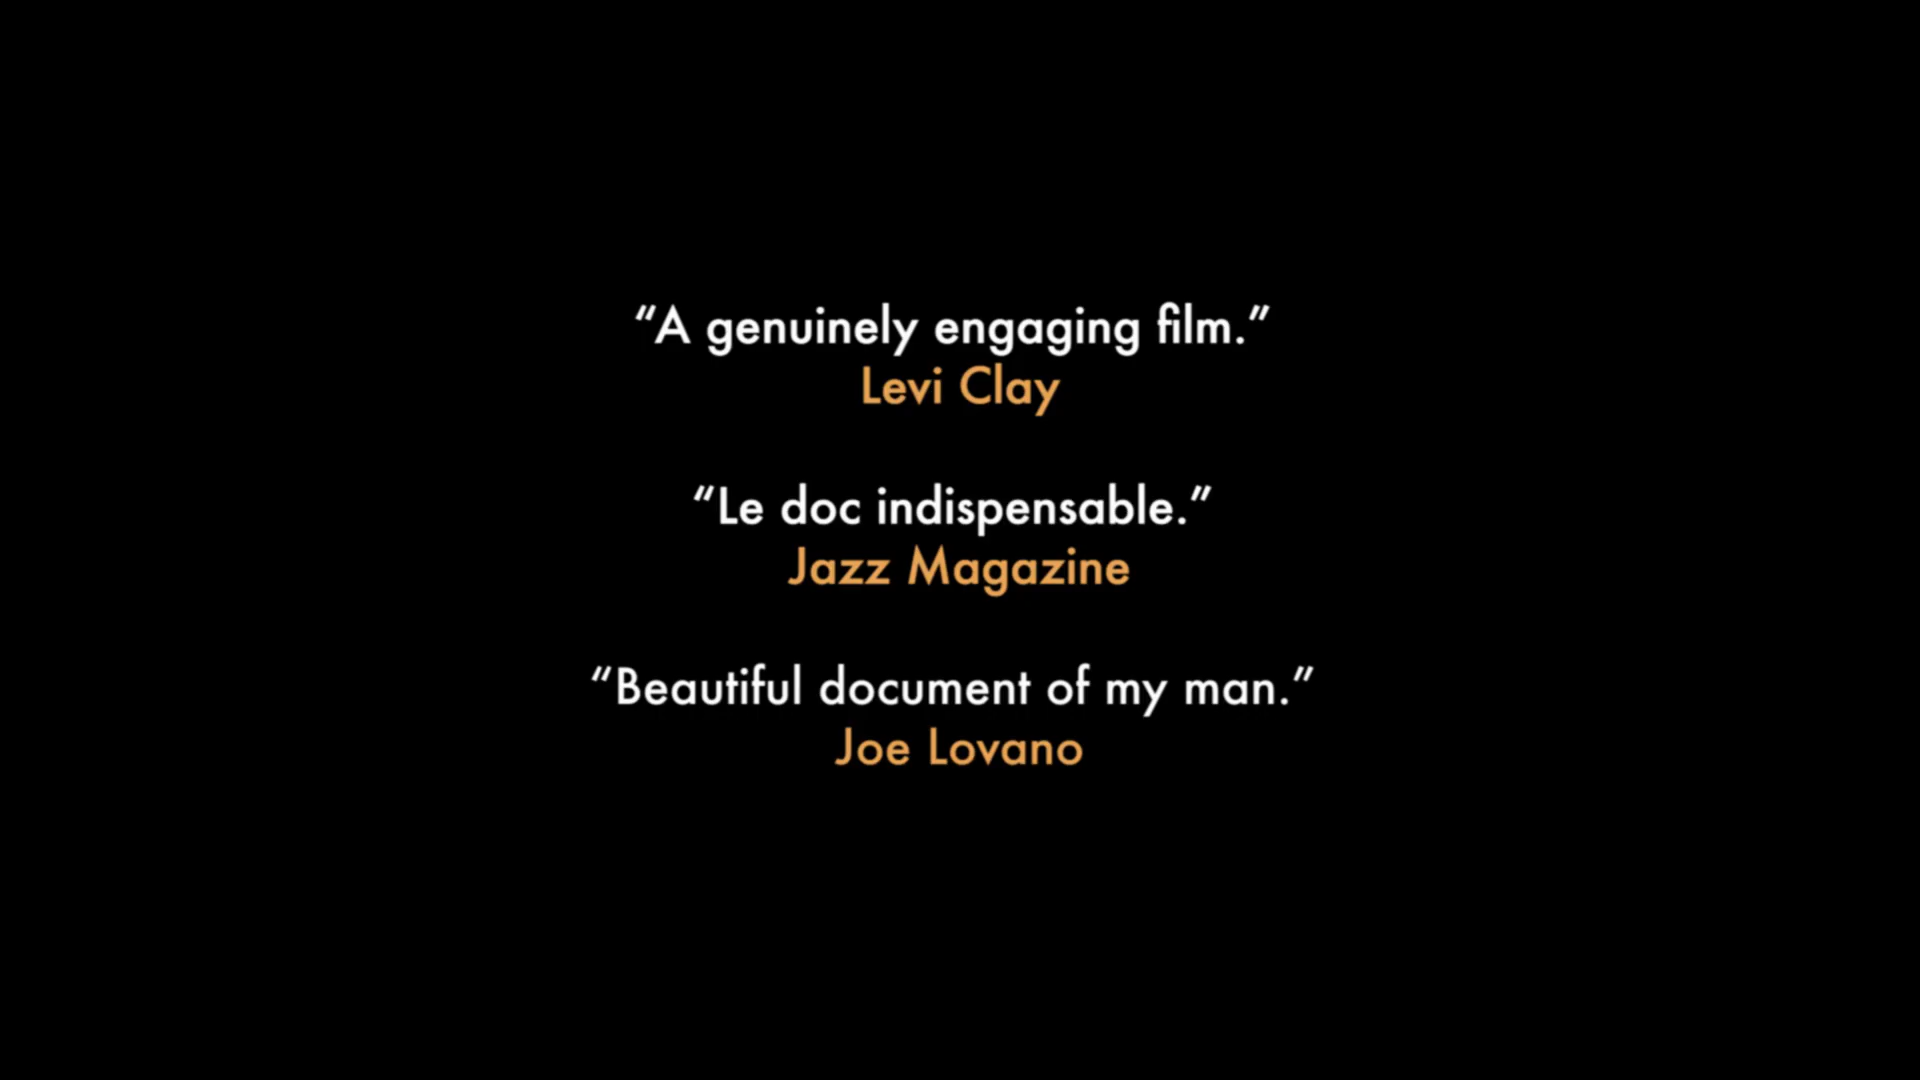 “A genuinely engaging film.”
Levi Clay
“Le doc indispensable.”
Jazz Magazine
“Beautiful document of my man.”
Joe Lovano